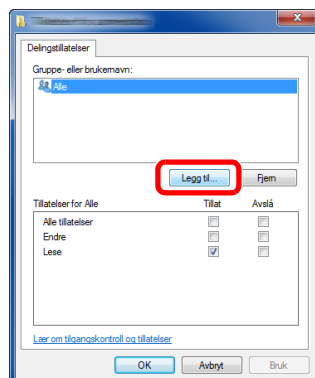 Delingstillatelser
Gruppe- eller brukernavn:
Alle
Legg til...
Fjern
Tillatelser for Alle Tillat Avslå
Alle tillatelser
Endre
Lese
Lær om tilgangskontroll og tillatelser
OK Avbryt Bruk